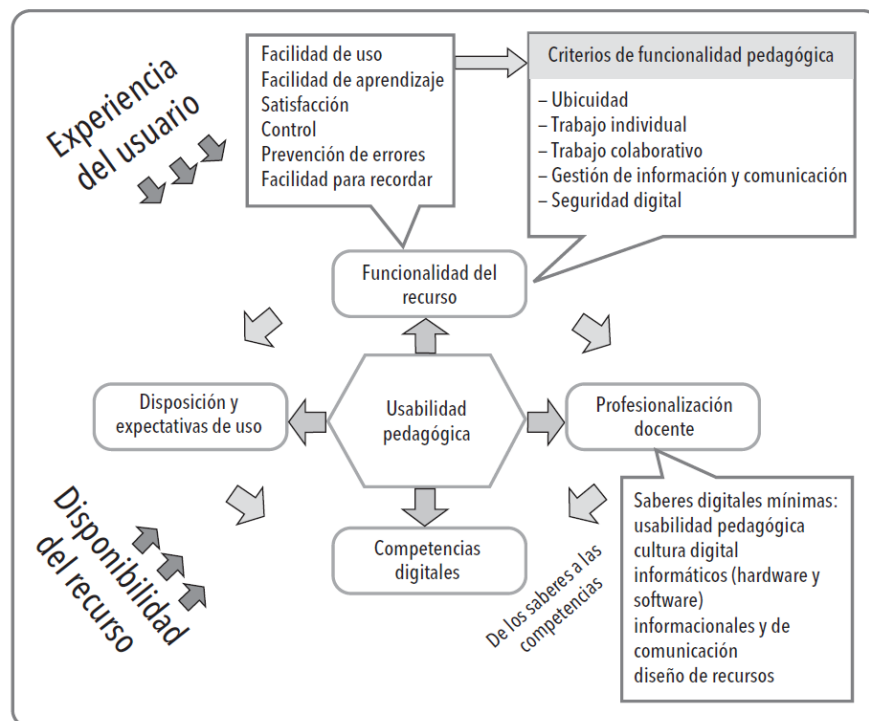 Experiencia
del usuario
Facilidad de uso
Facilidad de aprendizaje
Satisfacción
Control
Prevención de errores
Facilidad para recordar
Criterios de funcionalidad pedagógica
– Ubicuidad
– Trabajo individual
– Trabajo colaborativo
– Gestión de información y comunicación
– Seguridad digital
Funcionalidad del
recurso
Disposición y
expectativas de uso
Usabilidad
pedagógica
Profesionalización
docente
Disponibilidad
del recurso
Competencias
digitales
De los saberes a las
competencias
Saberes digitales mínimas:
usabilidad pedagógica
cultura digital
informáticos (hardware y
software)
informacionales y de
comunicación
diseño de recursos